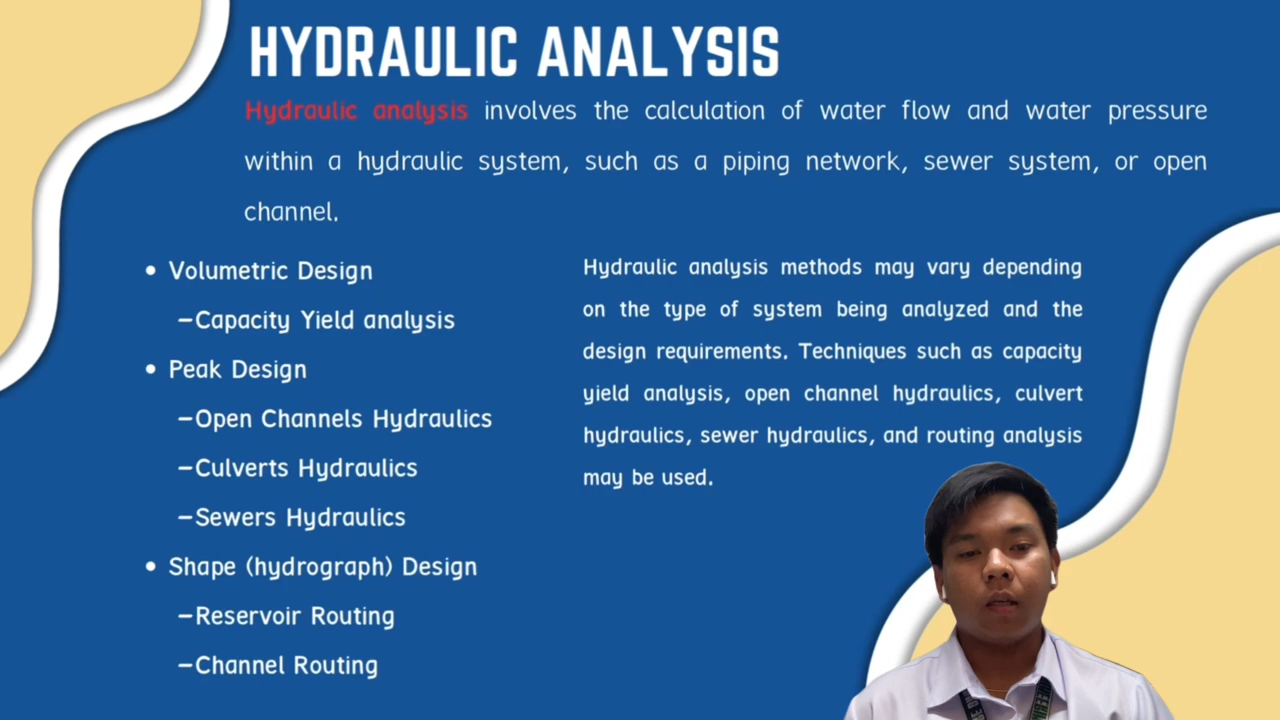 HYDRAULIC ANALYSIS
Hydraulic analysis involves the calculation of water flow and water pressure
within a hydraulic system, such as a piping network, sewer system, or open
channel.
• Volumetric Design
–Capacity Yield analysis
• Peak Design
–Open Channels Hydraulics
–Culverts Hydraulics
–Sewers Hydraulics
• Shape (hydrograph) Design
–Reservoir Routing
–Channel Routing
Hydraulic analysis methods may vary depending
on the type of system being analyzed and the
design requirements. Techniques such as capacity
yield analysis, open channel hydraulics, culvert
hydraulics, sewer hydraulics, and routing analysis
may be used.